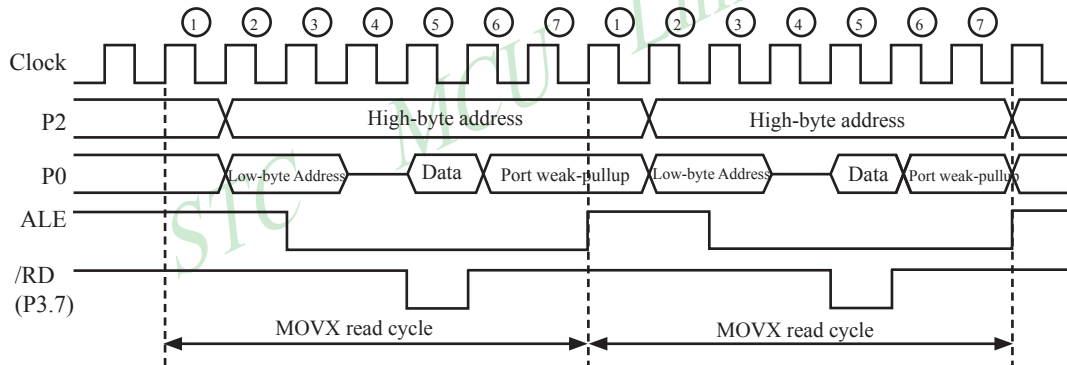 1 2 3 4 5 6 7 1 2 3 4 5 6 7
Clock
P2 High-byte address High-byte address
P0 Low-byte Address Data Port weak-pullup Low-byte Address Data Port weak-pullup
ALE
/RD
(P3.7)
MOVX read cycle MOVX read cycle
STC MCU